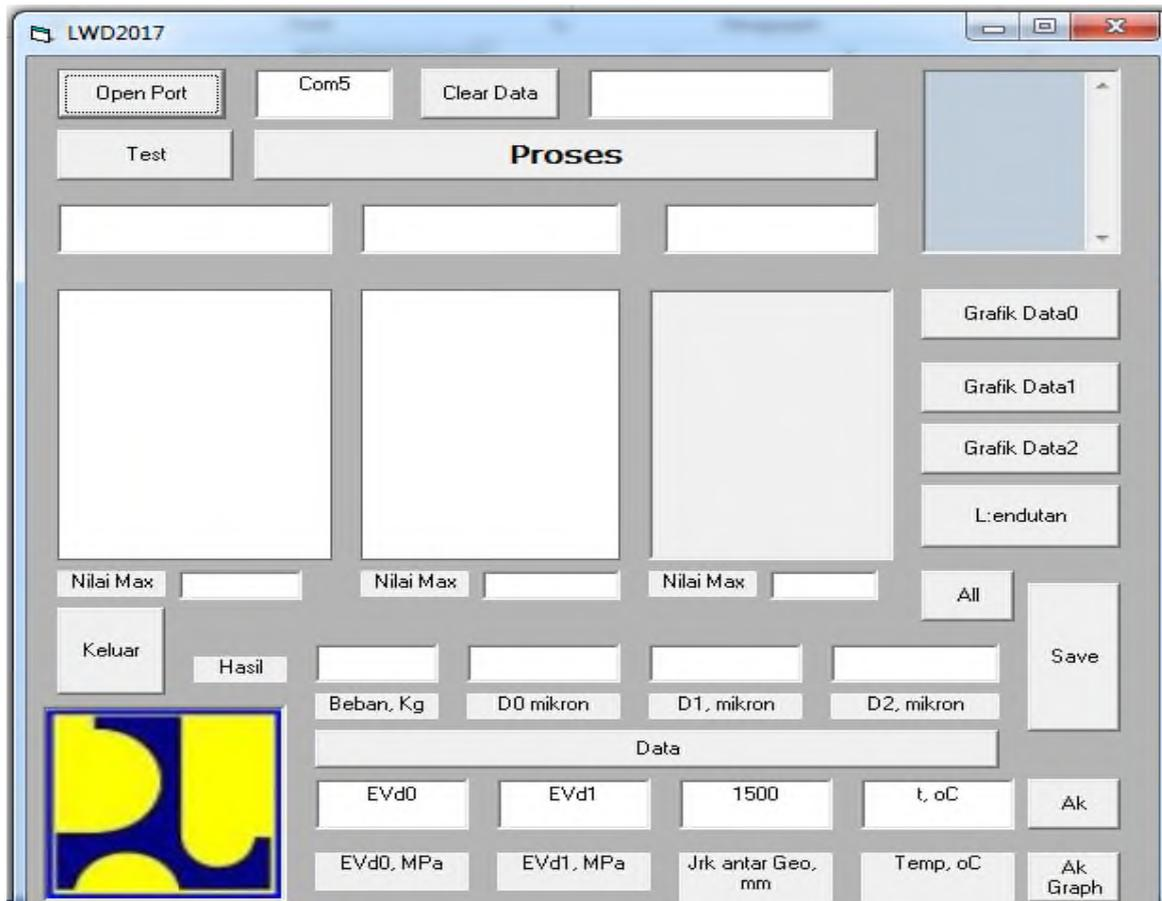 LWD2017
Open Port
Com5
Clear Data
Test
Proses
Grafik Data0
Grafik Data1
Grafik Data2
L:endutan
Nilai Max
Nilai Max
Nilai Max
All
Keluar
Hasil
Save
Beban, Kg
D0 mikron
D1, mikron
D2, mikron
Data
EVd0
EVd1
1500
t, oC
Ak
EVd0, MPa
EVd1, MPa
Jrk antar Geo,
mm
Temp, oC
Ak
Graph